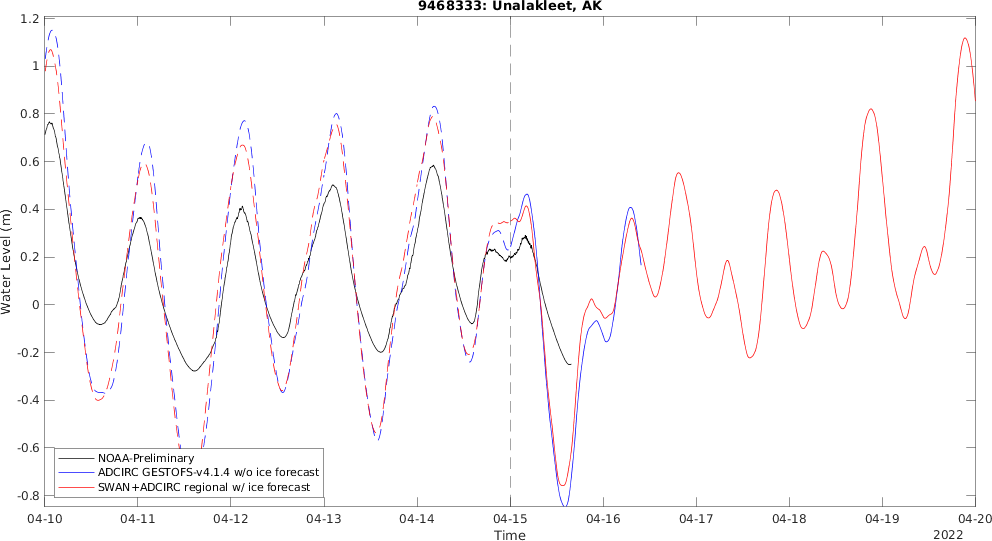 9468333: Unalakleet, AK
Water Level (m)
1.2
1
0.8
0.6
0.4
0.2
0
-0.2
-0.4
-0.6
-0.8
NOAA-Preliminary
ADCIRC GESTOFS-v4.1.4 w/o ice forecast
SWAN+ADCIRC regional w/ ice forecast
04-10 04-11 04-12 04-13 04-14 04-15 04-16 04-17 04-18 04-19 04-20
Time
2022